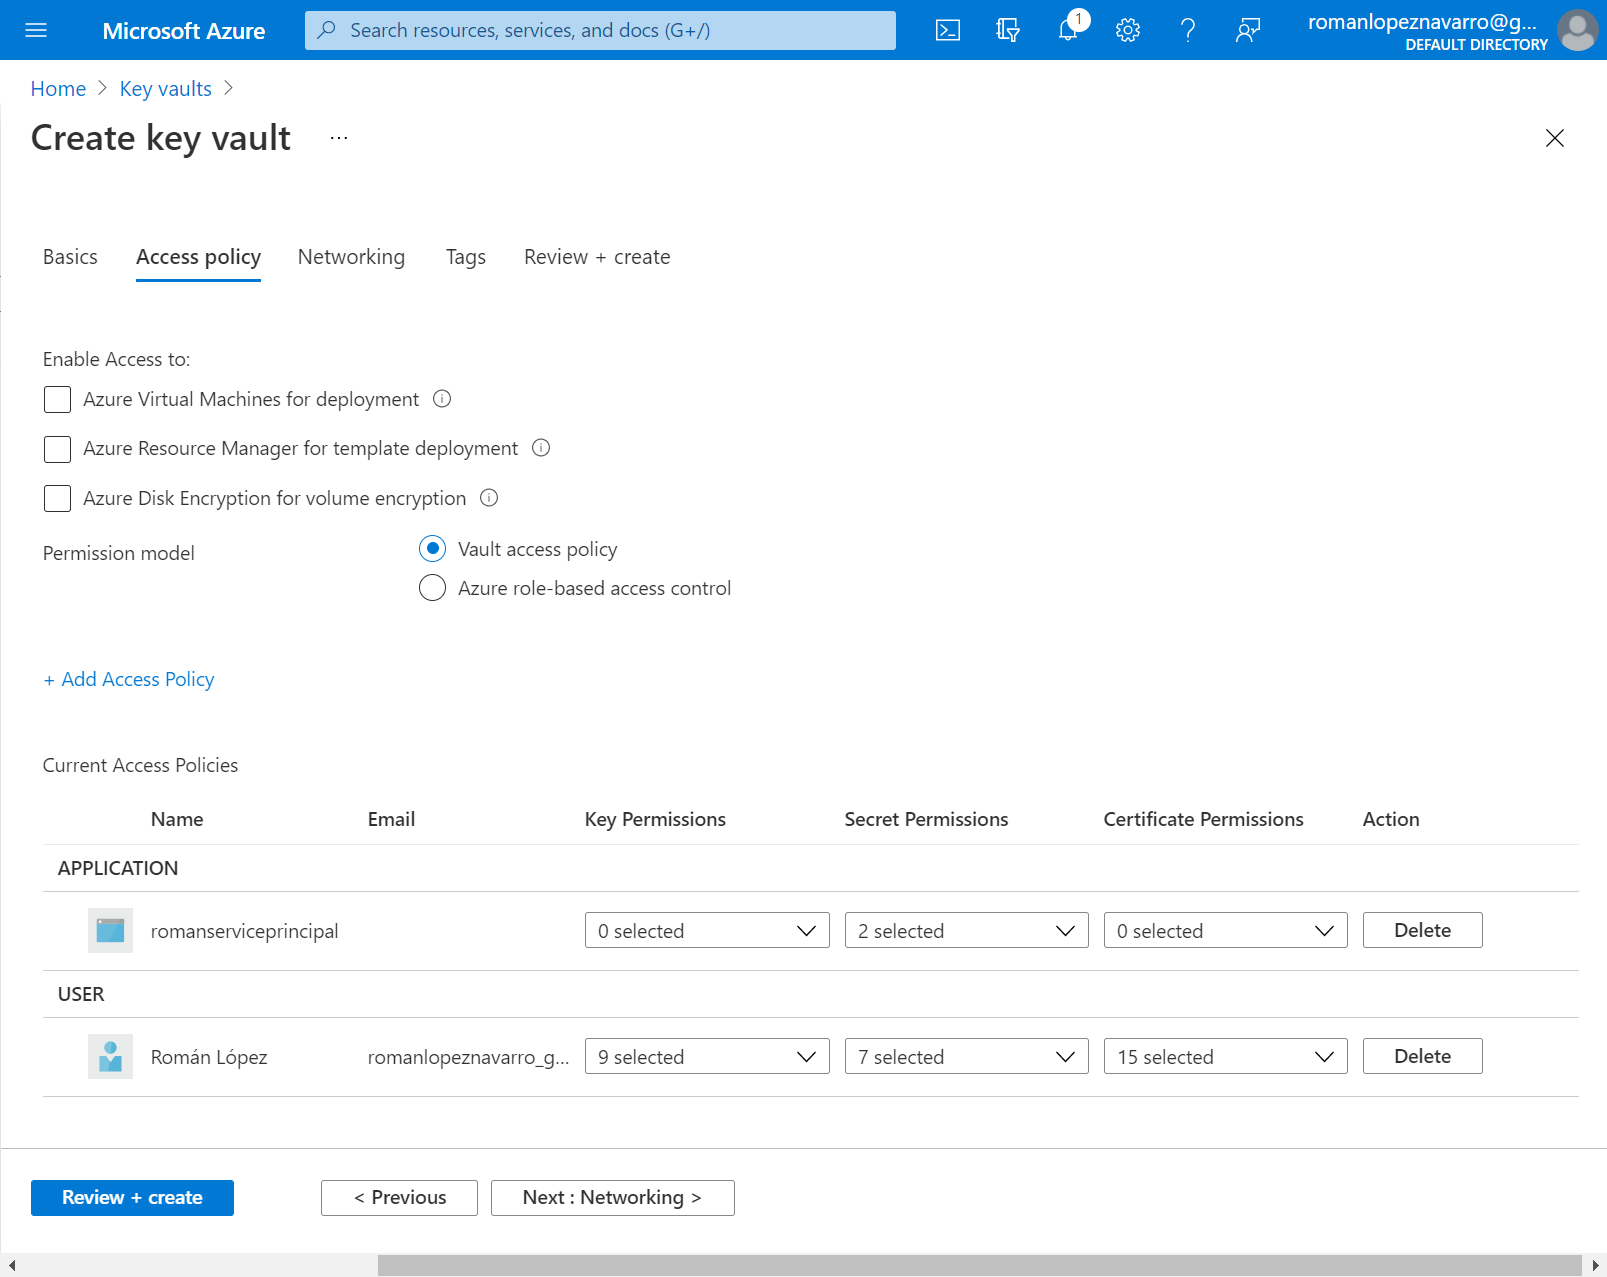 Microsoft Azure
Search resources, services, and docs (G+/)
1
romanlopeznavarro@g...
DEFAULT DIRECTORY
Home > Key vaults >
Create key vault ...
Basics Access policy Networking Tags Review + create
Enable Access to:
Azure Virtual Machines for deployment
Azure Resource Manager for template deployment
Azure Disk Encryption for volume encryption
Permission model
Vault access policy
Azure role-based access control
+ Add Access Policy
Current Access Policies
Name Email Key Permissions Secret Permissions Certificate Permissions Action
APPLICATION
romanserviceprincipal 0 selected 2 selected 0 selected Delete
USER
Román López romanlopeznavarro_g... 9 selected 7 selected 15 selected Delete
Review + create < Previous Next : Networking >